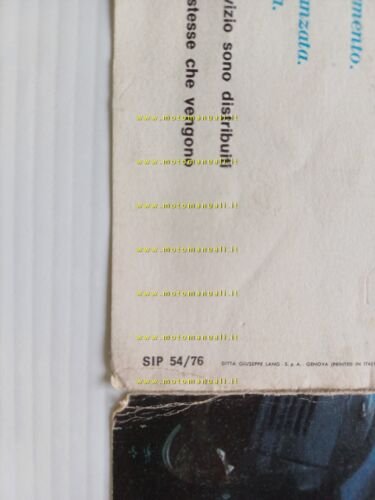 mento.
nzata.
a.
vizio sono distribuiti
stesse che vengono
www.motomanuali.it
www.motomanuali.it
www.motomanuali.it
www.motomanuali.it
www.motomanuali.it
www.motomanuali.it
www.motomanuali.it
SIP 54/76
DITTA GIUSEPPE LANG - S.p.A. GENOVA (PRINTED IN ITAL